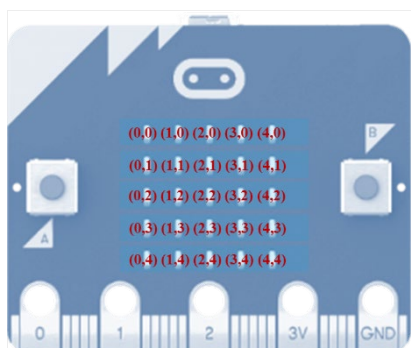 (0,0) (1,0) (2,0) (3,0) (4,0)
B
(0,1) (1,1) (2,1) (3,1) (4,1)
(0,2) (1,2) (2,2) (3,2) (4,2)
(0,3) (1,3) (2,3) (3,3) (4,3)
A
(0,4) (1,4) (2,4) (3,4) (4,4)
0 1 2 3V GND